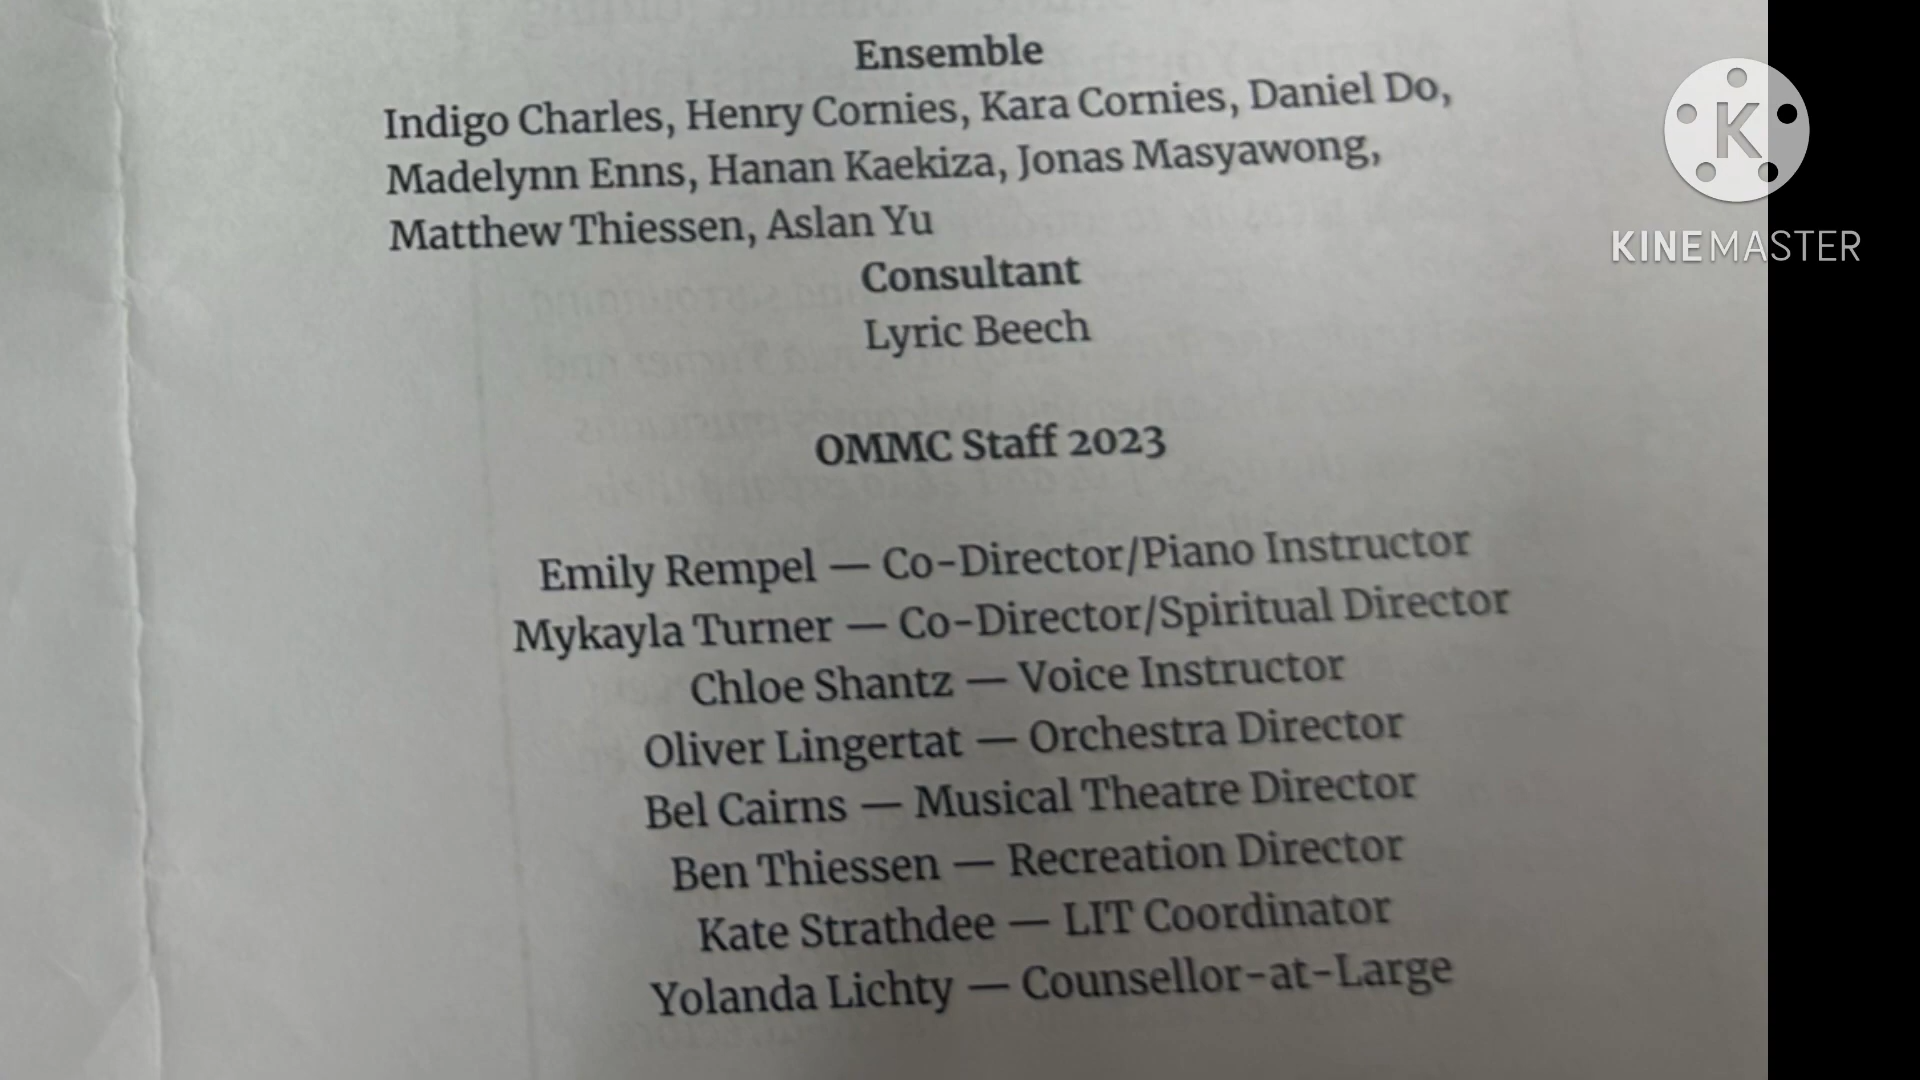 Ensemble
Indigo Charles, Henry Cornies, Kara Cornies, Daniel Do,
Madelynn Enns, Hanan Kaekiza, Jonas Masyawong,
Matthew Thiessen, Aslan Yu
Consultant
Lyric Beech
OMMC Staff 2023
Emily Rempel — Co-Director/Piano Instructor
Mykayla Turner — Co-Director/Spiritual Director
Chloe Shantz — Voice Instructor
Oliver Lingertat — Orchestra Director
Bel Cairns — Musical Theatre Director
Ben Thiessen — Recreation Director
Kate Strathdee — LIT Coordinator
Yolanda Lichty — Counsellor-at-Large
K
KINEMASTER